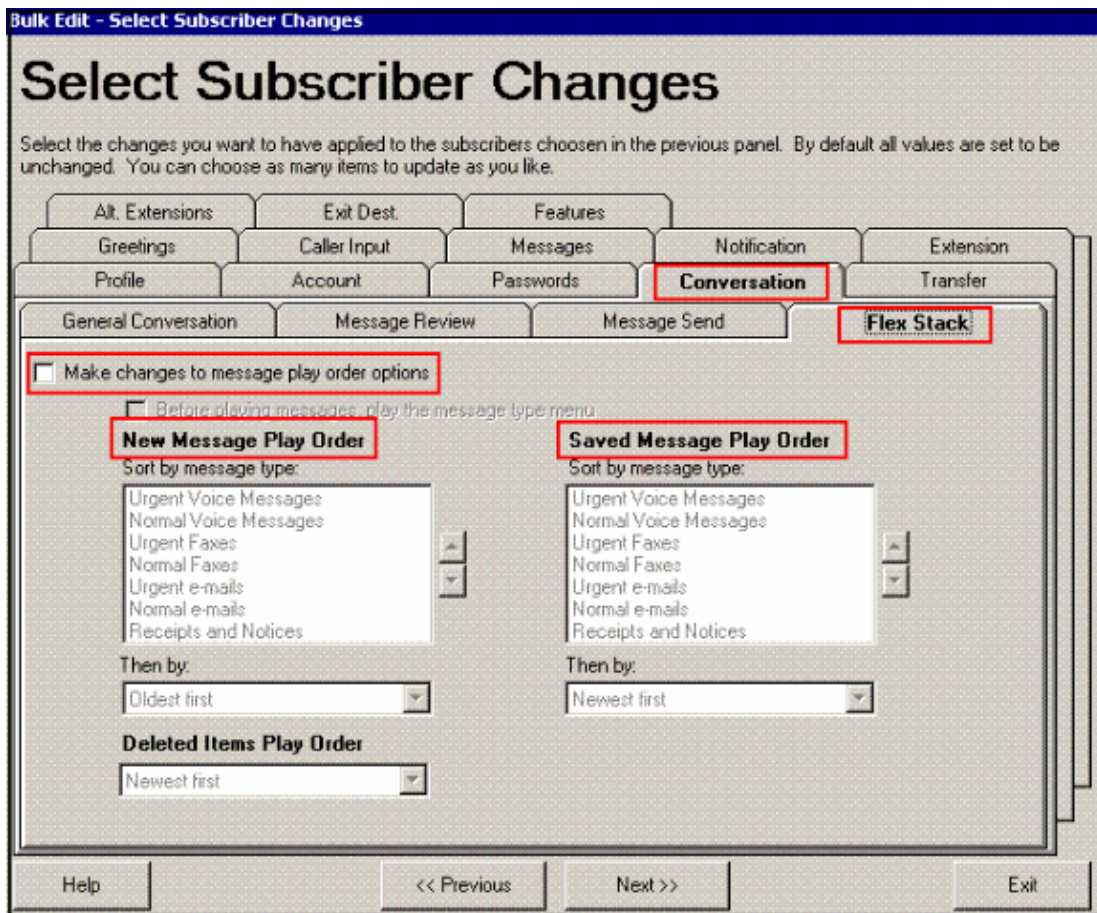 Bulk Edit - Select Subscriber Changes
Select Subscriber Changes
Select the changes you want to have applied to the subscribers choosen in the previous panel. By default all values are set to be
unchanged. You can choose as many items to update as you like.
Alt. Extensions Exit Dest. Features
Greetings Caller Input Messages Notification Extension
Profile Account Passwords Conversation Transfer
General Conversation Message Review Message Send Flex Stack
Make changes to message play order options
Before playing messages, play the message type menu
New Message Play Order Saved Message Play Order
Sort by message type: Sort by message type:
Urgent Voice Messages Urgent Voice Messages
Normal Voice Messages Normal Voice Messages
Urgent Faxes Urgent Faxes
Normal Faxes Normal Faxes
Urgent e-mails Urgent e-mails
Normal e-mails Normal e-mails
Receipts and Notices Receipts and Notices
Then by: Then by:
Oldest first Newest first
Deleted Items Play Order
Newest first
Help << Previous Next >> Exit